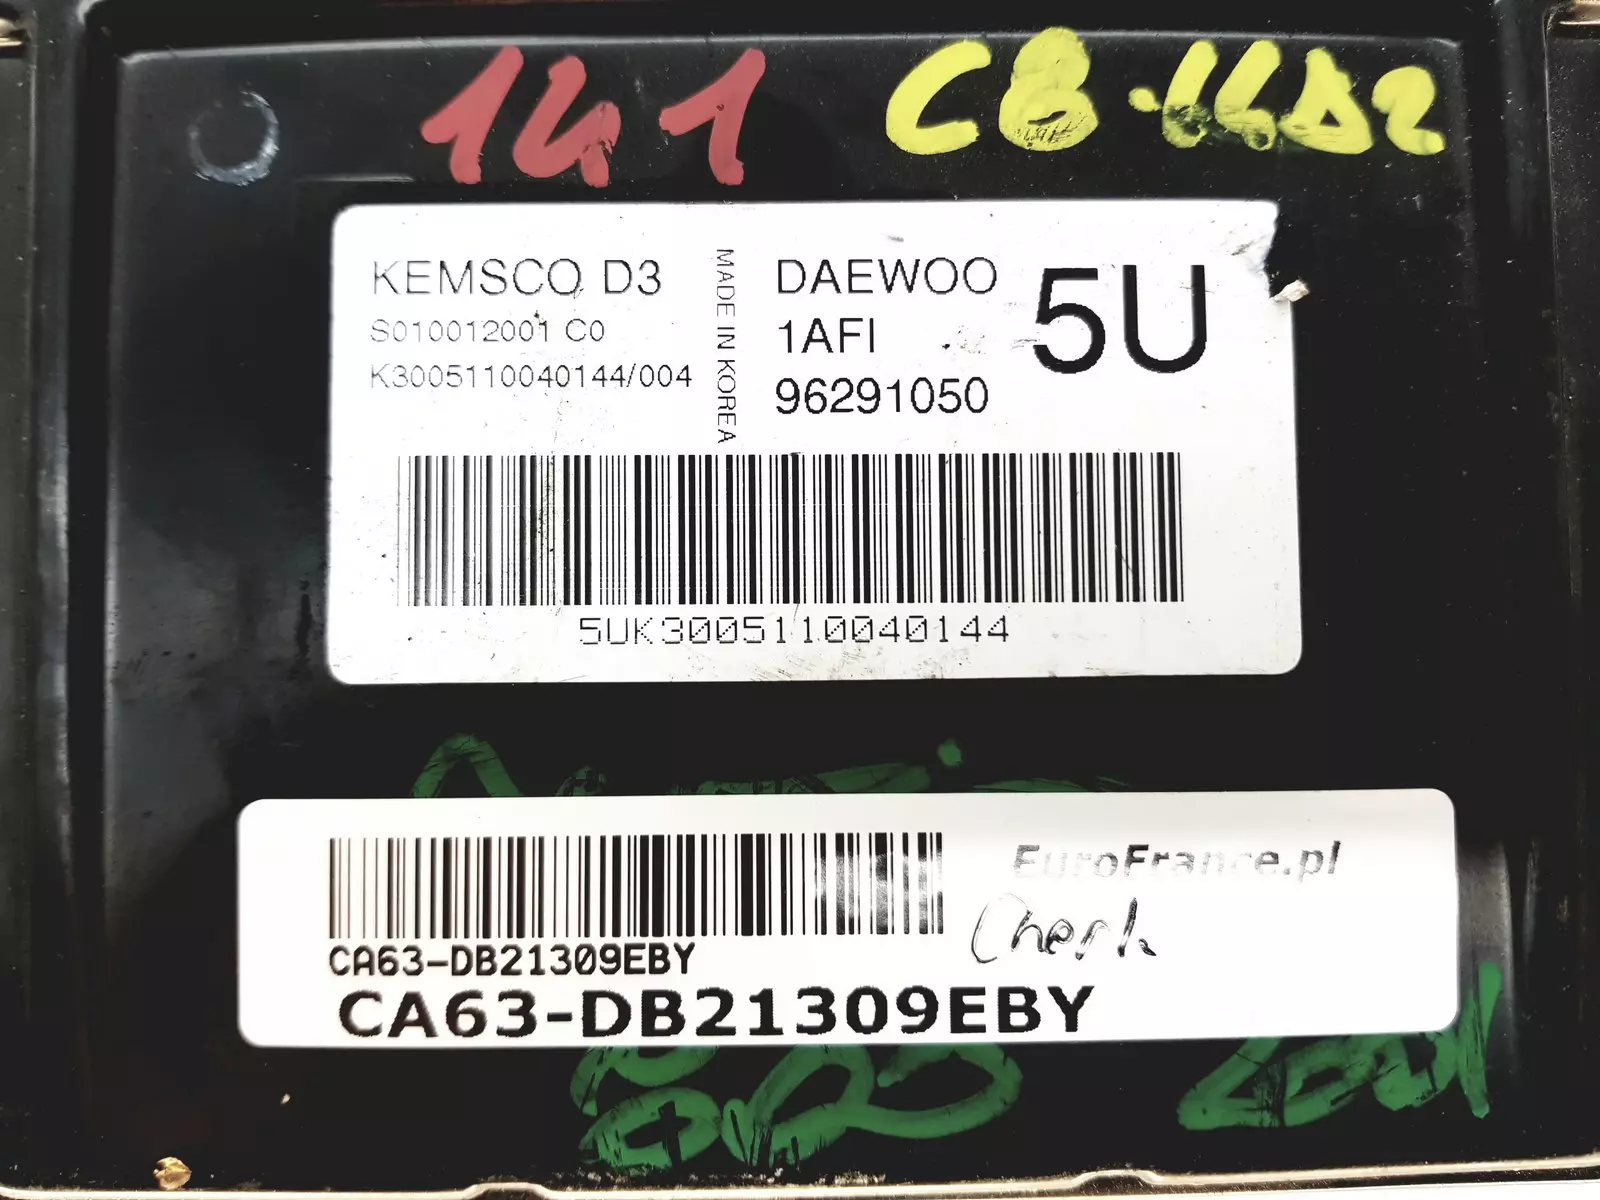 141 CB
KEMSCO D3
S010012001 C0
K3005110040144/004
MADE IN KOREA
DAEWOO
1AFI
96291050
5U
5UK3005110040144
EuroFrance.pl
CA63-DB21309EBY
CA63-DB21309EBY